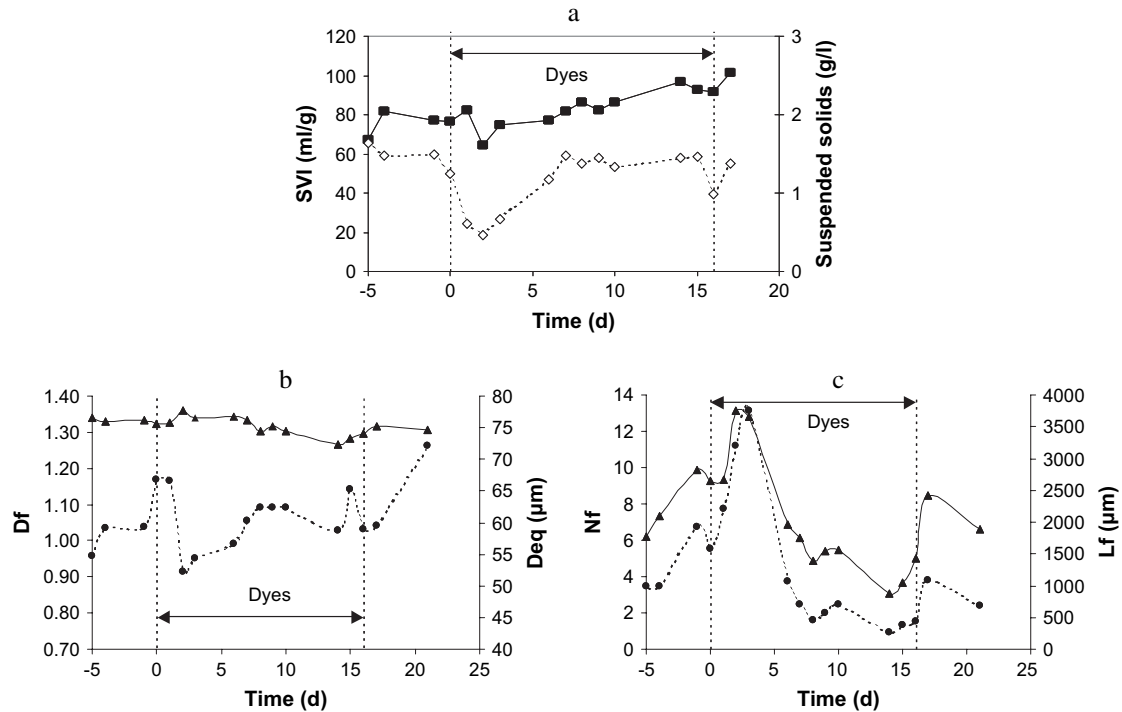 a
120
100
80
60
40
20
0
SVI (ml/g)
Dyes
3
2
1
0
Suspended solids (g/l)
-5 0 5 10 15 20
Time (d)
b
1.40
1.30
1.20
1.10
1.00
0.90
0.80
0.70
Df
Dyes
80
75
70
65
60
55
50
45
40
Deq (μm)
-5 0 5 10 15 20 25
Time (d)
c
14
12
10
8
6
4
2
0
Nf
Dyes
4000
3500
3000
2500
2000
1500
1000
500
0
Lf (μm)
-5 0 5 10 15 20 25
Time (d)